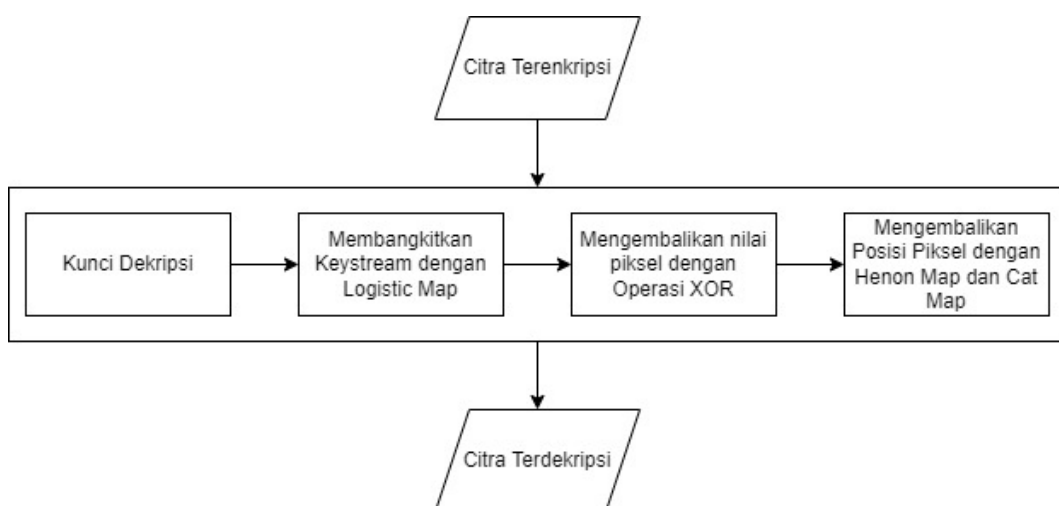 Citra Terenkripsi
Kunci Dekripsi
Membangkitkan
Keystream dengan
Logistic Map
Mengembalikan nilai
piksel dengan
Operasi XOR
Mengembalikan
Posisi Piksel dengan
Henon Map dan Cat
Map
Citra Terdekripsi